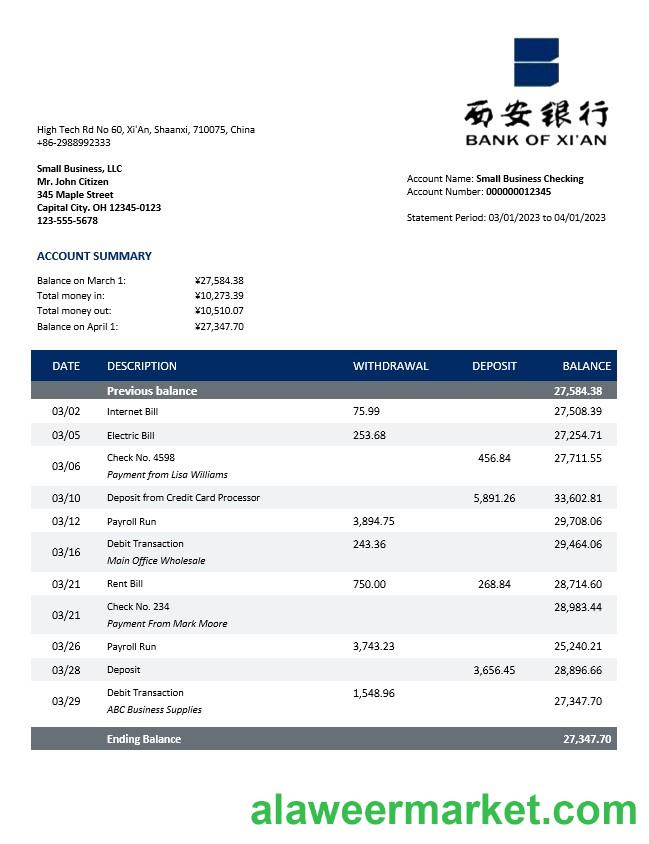 西安银行
BANK OF XI'AN
High Tech Rd No 60, Xi'An, Shaanxi, 710075, China
+86-2988992333
Small Business, LLC
Mr. John Citizen
345 Maple Street
Capital City. OH 12345-0123
123-555-5678
Account Name: Small Business Checking
Account Number: 000000012345
Statement Period: 03/01/2023 to 04/01/2023
ACCOUNT SUMMARY
Balance on March 1: ¥27,584.38
Total money in: ¥10,273.39
Total money out: ¥10,510.07
Balance on April 1: ¥27,347.70
DATE DESCRIPTION WITHDRAWAL DEPOSIT BALANCE
Previous balance 27,584.38
03/02 Internet Bill 75.99 27,508.39
03/05 Electric Bill 253.68 27,254.71
03/06 Check No. 4598 456.84 27,711.55
Payment from Lisa Williams
03/10 Deposit from Credit Card Processor 5,891.26 33,602.81
03/12 Payroll Run 3,894.75 29,708.06
03/16 Debit Transaction 243.36 29,464.06
Main Office Wholesale
03/21 Rent Bill 750.00 268.84 28,714.60
03/21 Check No. 234 28,983.44
Payment From Mark Moore
03/26 Payroll Run 3,743.23 25,240.21
03/28 Deposit 3,656.45 28,896.66
03/29 Debit Transaction 1,548.96 27,347.70
ABC Business Supplies
Ending Balance 27,347.70
alaweermarket.com